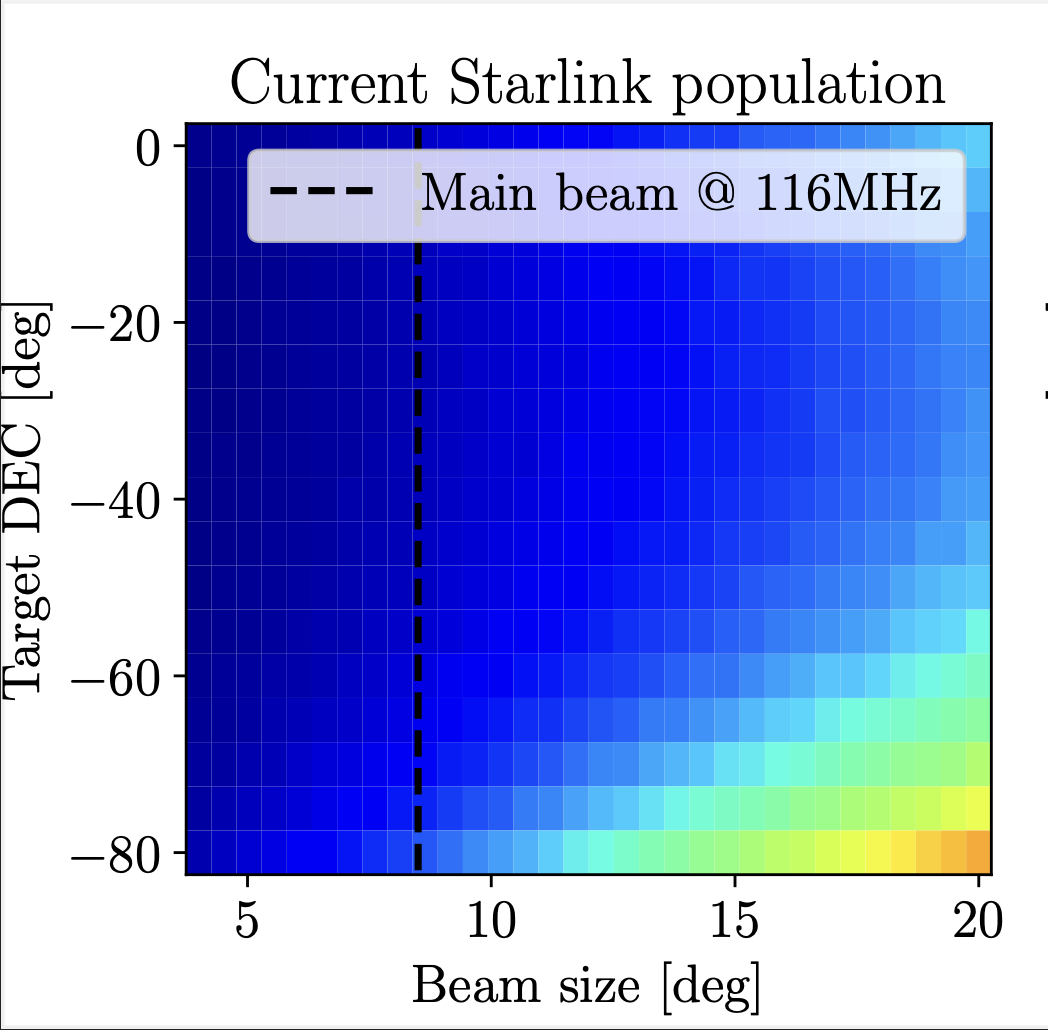 Current Starlink population
Main beam @ 116MHz
0
−20
−40
−60
−80
Target DEC [deg]
5 10 15 20
Beam size [deg]